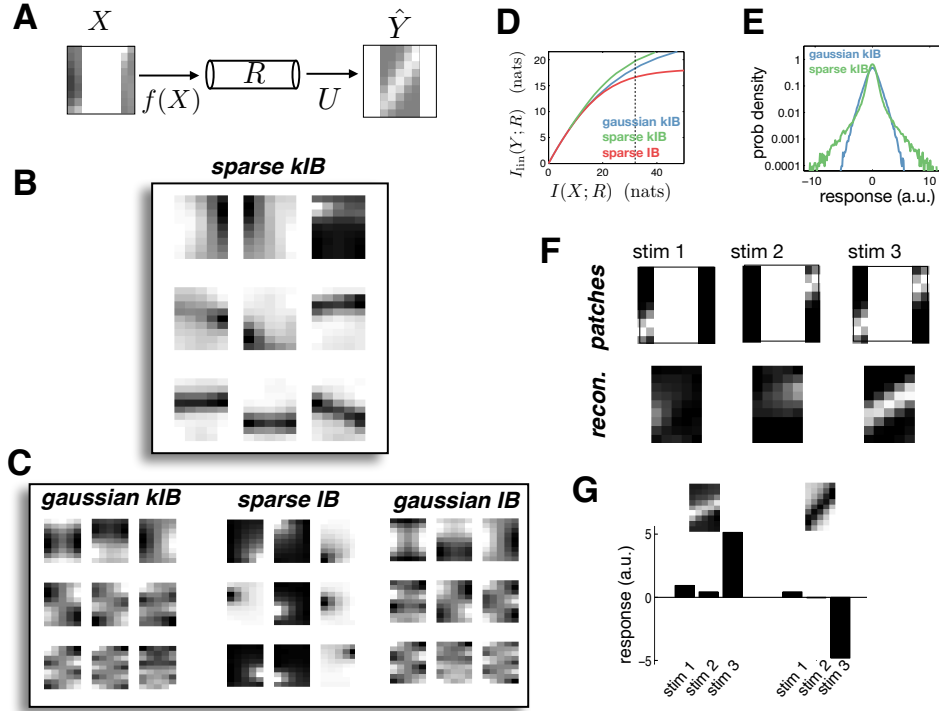 A
X
Ŷ
R
f(X)
U
B
sparse kIB
C
gaussian kIB
sparse IB
gaussian IB
D
I_lin(Y; R) (nats)
20
15
10
5
0
gaussian kIB
sparse kIB
sparse IB
0 20 40
I(X; R) (nats)
E
prob density
1
0.1
0.01
0.001
0.0001
gaussian kIB
sparse kIB
-10 0 10
response (a.u.)
F
stim 1
stim 2
stim 3
patches
recon.
G
response (a.u.)
5
0
-5
stim 1
stim 2
stim 3
stim 1
stim 2
stim 3